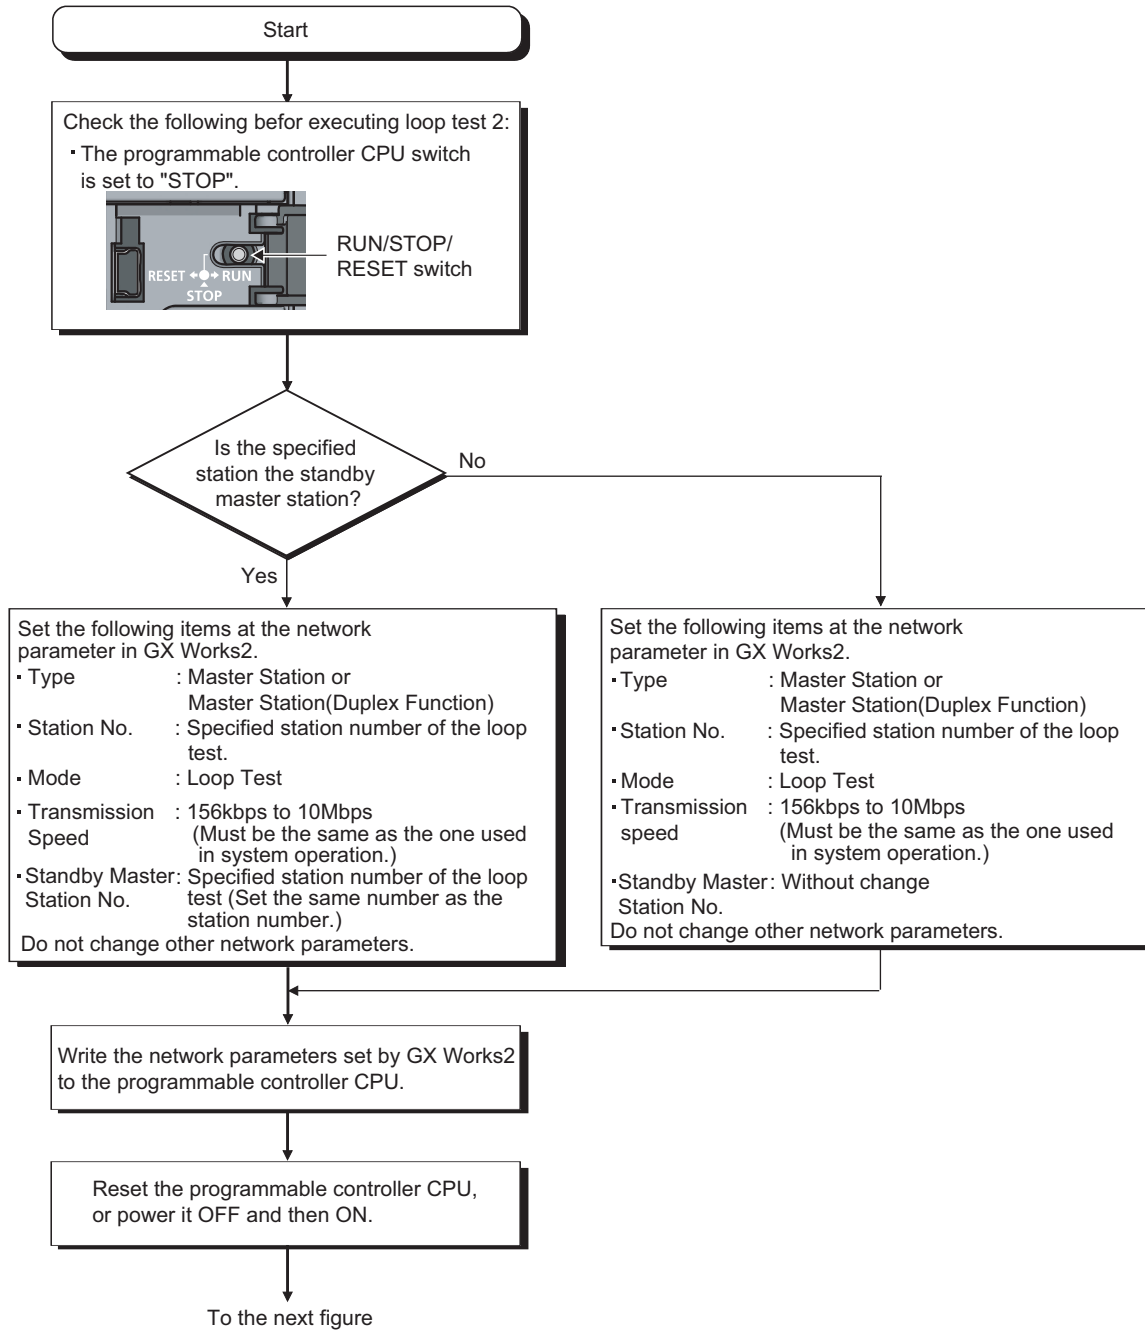 Start
Check the following befor executing loop test 2:
· The programmable controller CPU switch
is set to "STOP".
RUN/STOP/
RESET switch
RESET RUN
STOP
Is the specified
station the standby
master station?
No
Yes
Set the following items at the network
parameter in GX Works2.
· Type : Master Station or
Master Station(Duplex Function)
· Station No. : Specified station number of the loop
test.
· Mode : Loop Test
· Transmission : 156kbps to 10Mbps
Speed (Must be the same as the one used
in system operation.)
· Standby Master : Specified station number of the loop
Station No. test (Set the same number as the
station number.)
Do not change other network parameters.
Set the following items at the network
parameter in GX Works2.
· Type : Master Station or
Master Station(Duplex Function)
· Station No. : Specified station number of the loop
test.
· Mode : Loop Test
· Transmission : 156kbps to 10Mbps
speed (Must be the same as the one used
in system operation.)
· Standby Master : Without change
Station No.
Do not change other network parameters.
Write the network parameters set by GX Works2
to the programmable controller CPU.
Reset the programmable controller CPU,
or power it OFF and then ON.
To the next figure